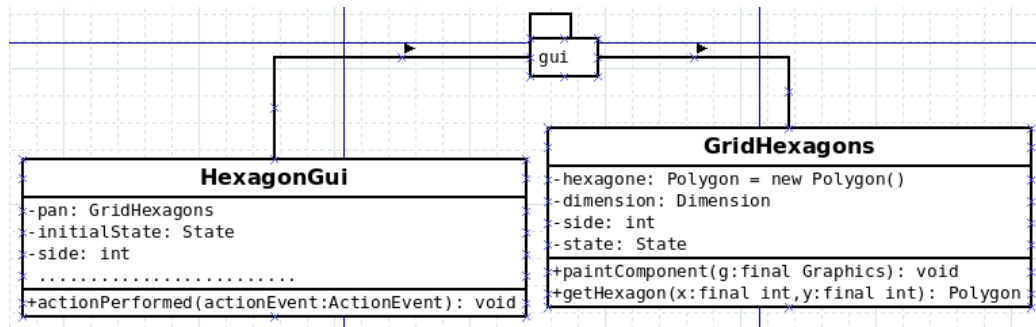 gui
HexagonGui
-pan: GridHexagons
-initialState: State
-side: int
.........................
+actionPerformed(actionEvent:ActionEvent): void
GridHexagons
-hexagone: Polygon = new Polygon()
-dimension: Dimension
-side: int
-state: State
+paintComponent(g:final Graphics): void
+getHexagon(x:final int,y:final int): Polygon